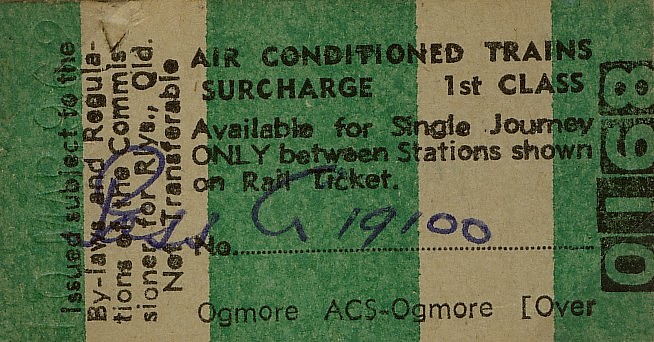 Issued subject to the
By-laws and Regula-
tions of the Commis
sioner for Rlys., Qld.
Not Transferable
AIR CONDITIONED TRAINS
SURCHARGE 1st CLASS
Available for Single Journey
ONLY between Stations shown
on Rail Ticket.
Pass G 19100
No.
Ogmore ACS-Ogmore [Over
0168